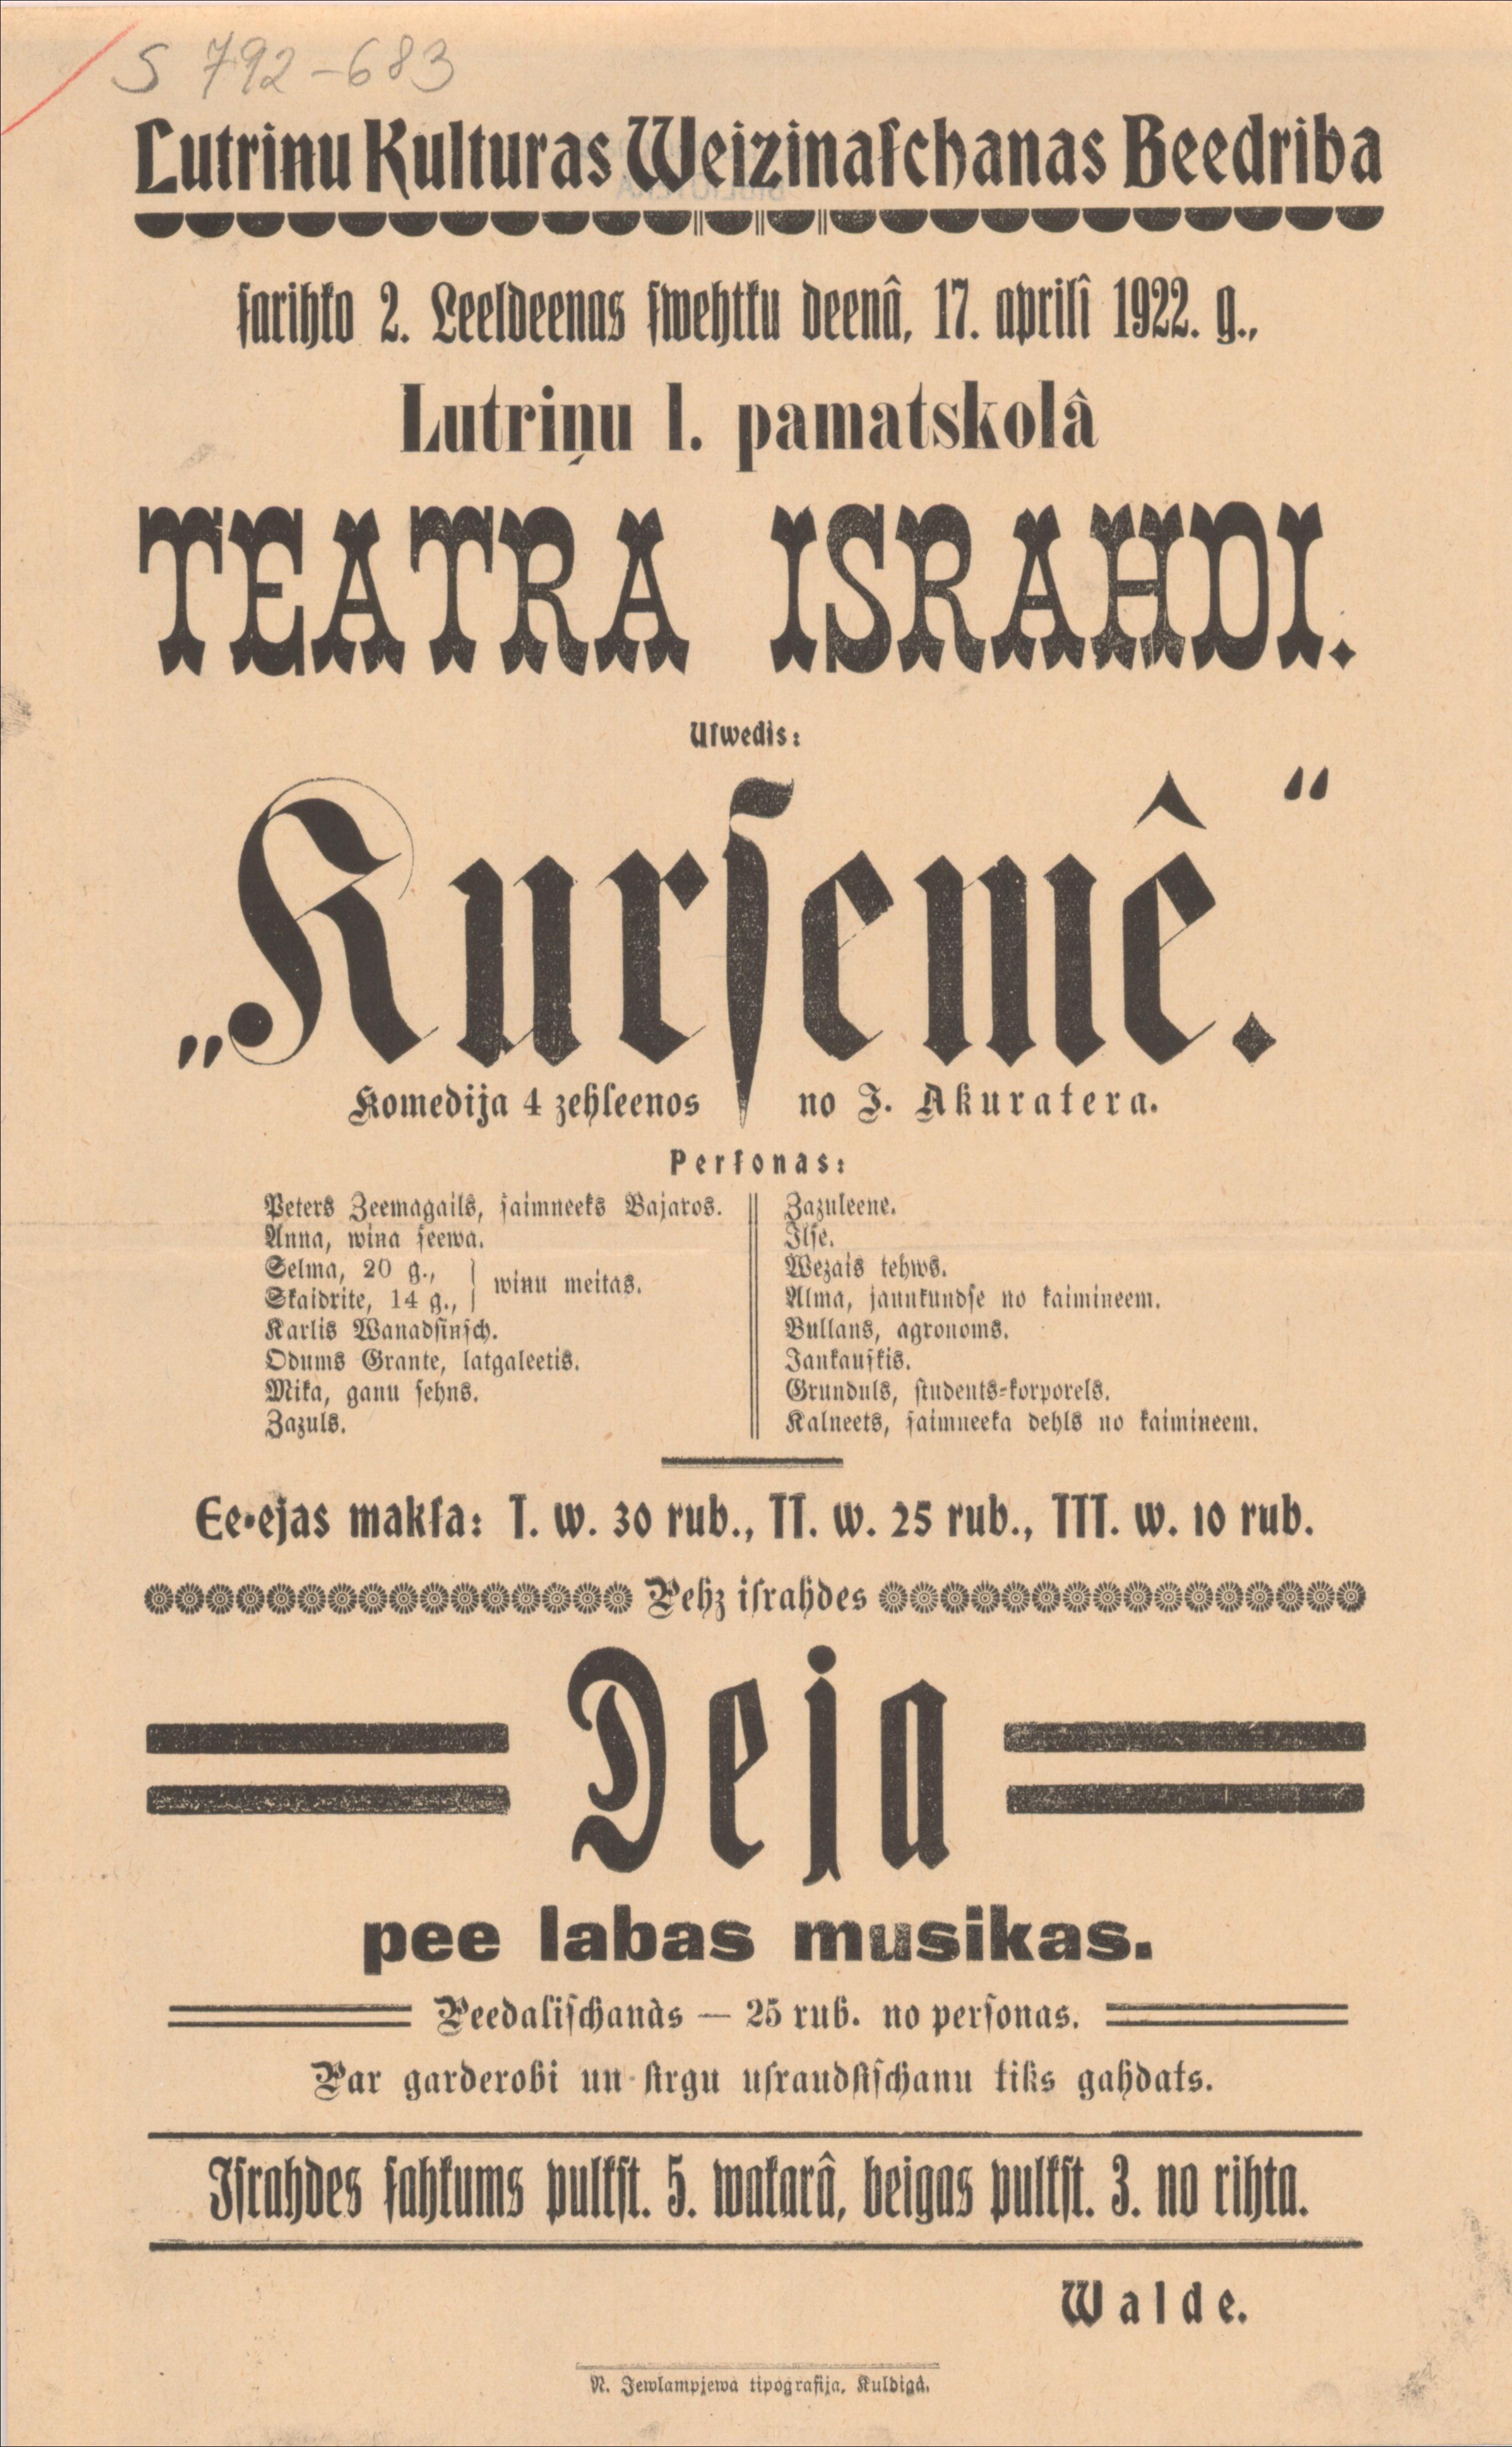 S 792-683
Lutrinu Kulturas Weizinaſchanas Beedriba
ſarihko 2. Leeldeenas ſwehtku deenâ, 17. aprilî 1922. g.,
Lutriņu 1. pamatskolâ
TEATRA ISRAHDI.
Uſwedis:
„Kurſemê.“
Komedija 4 zehleenos no J. Akuratera.
Perſonas:
Peters Zeemagails, ſaimneeks Bajaros.
Anna, wina ſeewa.
Selma, 20 g.,
Skaidrite, 14 g., winu meitas.
Karlis Wanadſinſch.
Odums Grante, latgaleetis.
Mika, ganu ſehns.
Zazuls.
Zazuleene.
Ilſe.
Wezais tehws.
Alma, jaunkundſe no kaimineem.
Bullans, agronoms.
Jankauſkis.
Grunduls, ſtudents-korporels.
Kalneets, ſaimneeka dehls no kaimineem.
Ee-ejas makſa: I. w. 30 rub., II. w. 25 rub., III. w. 10 rub.
Pehz iſrahdes
Deja
pee labas musikas.
Peedaliſchanàs — 25 rub. no perſonas.
Par garderobi un ſirgu uſraudſiſchanu tiks gahdats.
Iſrahdes ſahkums pulkſt. 5. wakarâ, beigas pulkſt. 3. no rihta.
Walde.
N. Jewlampjewa tipografija, Kuldigà.